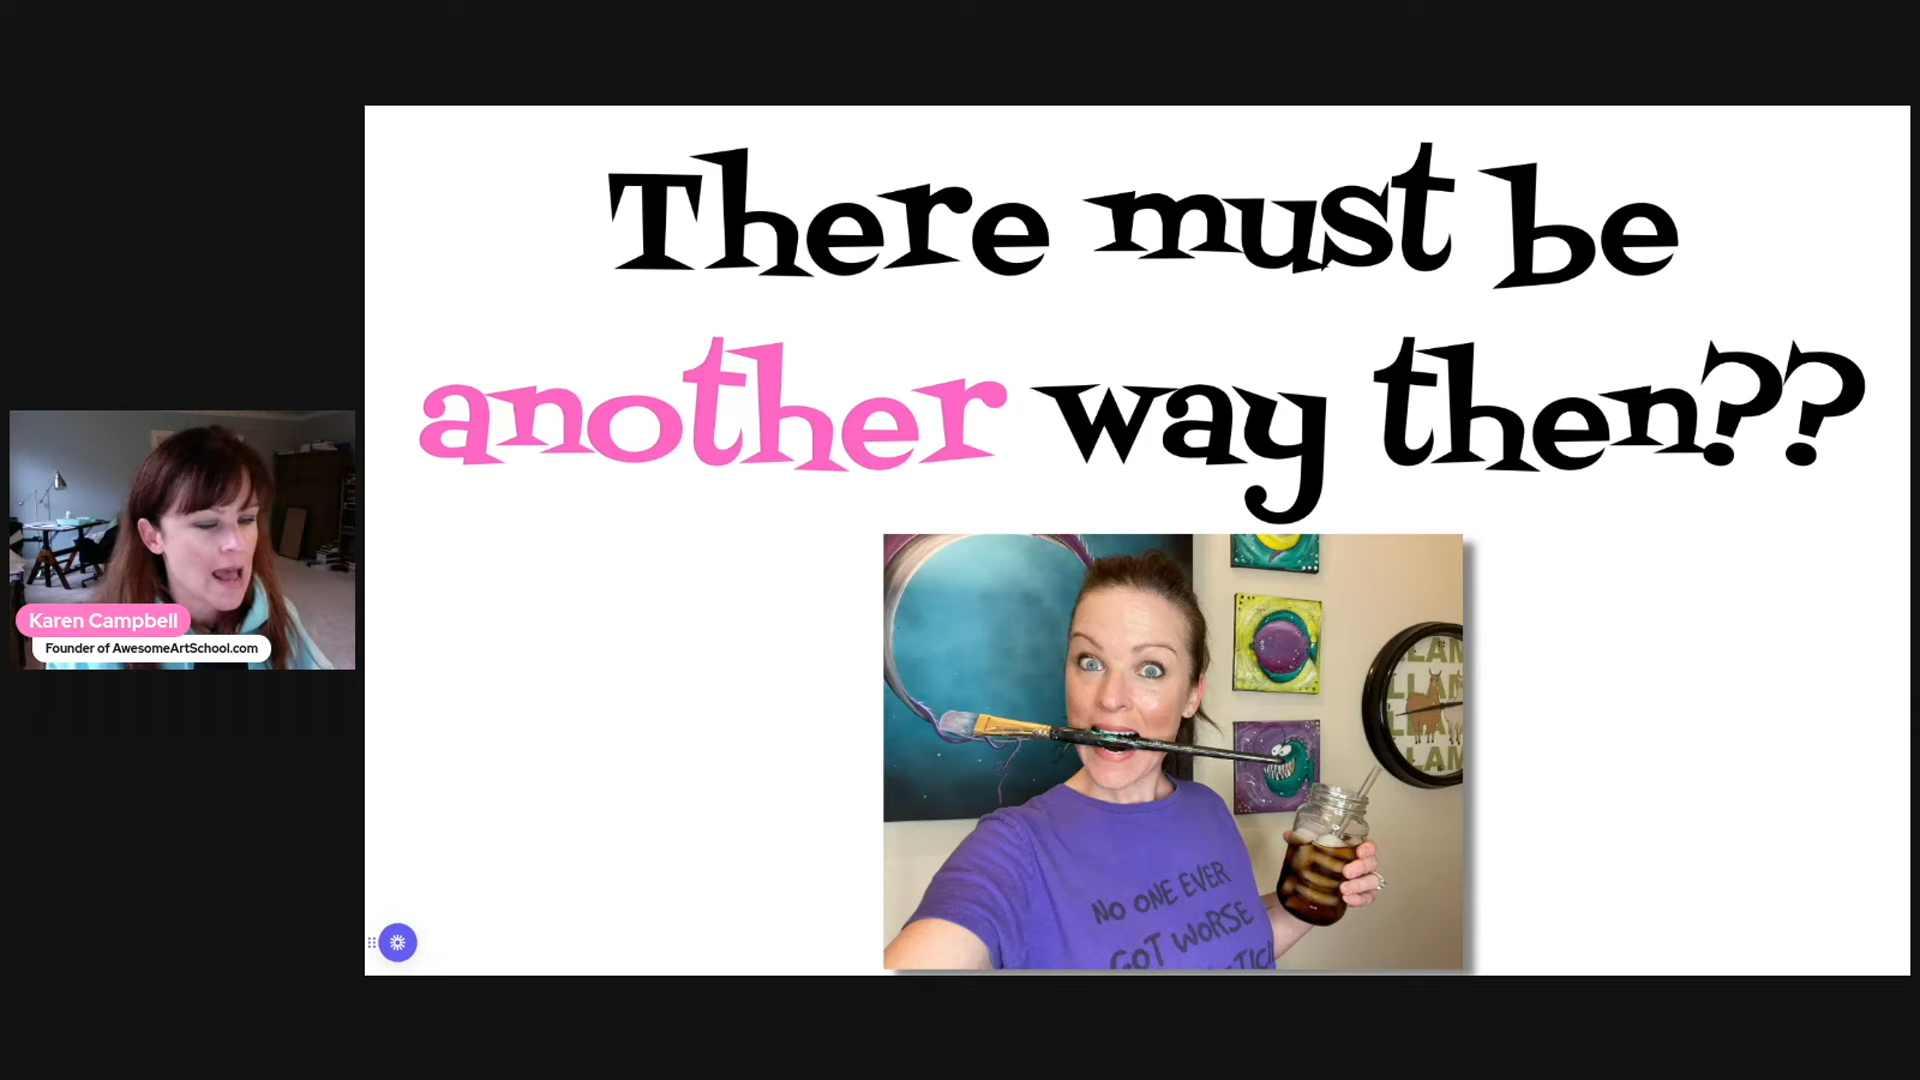 There must be
another way then??
Karen Campbell
Founder of AwesomeArtSchool.com
NO ONE EVER
GOT WORSE